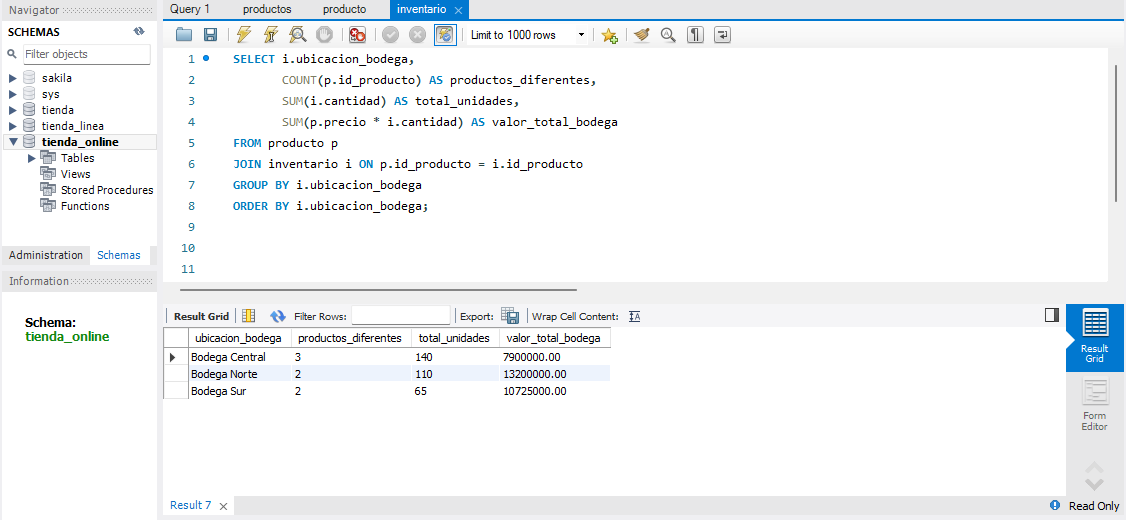 Navigator
SCHEMAS
Filter objects
sakila
sys
tienda
tienda_linea
tienda_online
Tables
Views
Stored Procedures
Functions
Administration Schemas
Information
Schema:
tienda_online
Query 1 productos producto inventario
Limit to 1000 rows
1 SELECT i.ubicacion_bodega,
2 COUNT(p.id_producto) AS productos_diferentes,
3 SUM(i.cantidad) AS total_unidades,
4 SUM(p.precio * i.cantidad) AS valor_total_bodega
5 FROM producto p
6 JOIN inventario i ON p.id_producto = i.id_producto
7 GROUP BY i.ubicacion_bodega
8 ORDER BY i.ubicacion_bodega;
9
10
11
Result Grid Filter Rows: Export: Wrap Cell Content:
ubicacion_bodega productos_diferentes total_unidades valor_total_bodega
Bodega Central 3 140 7900000.00
Bodega Norte 2 110 13200000.00
Bodega Sur 2 65 10725000.00
Result
Grid
Form
Editor
Result 7
Read Only